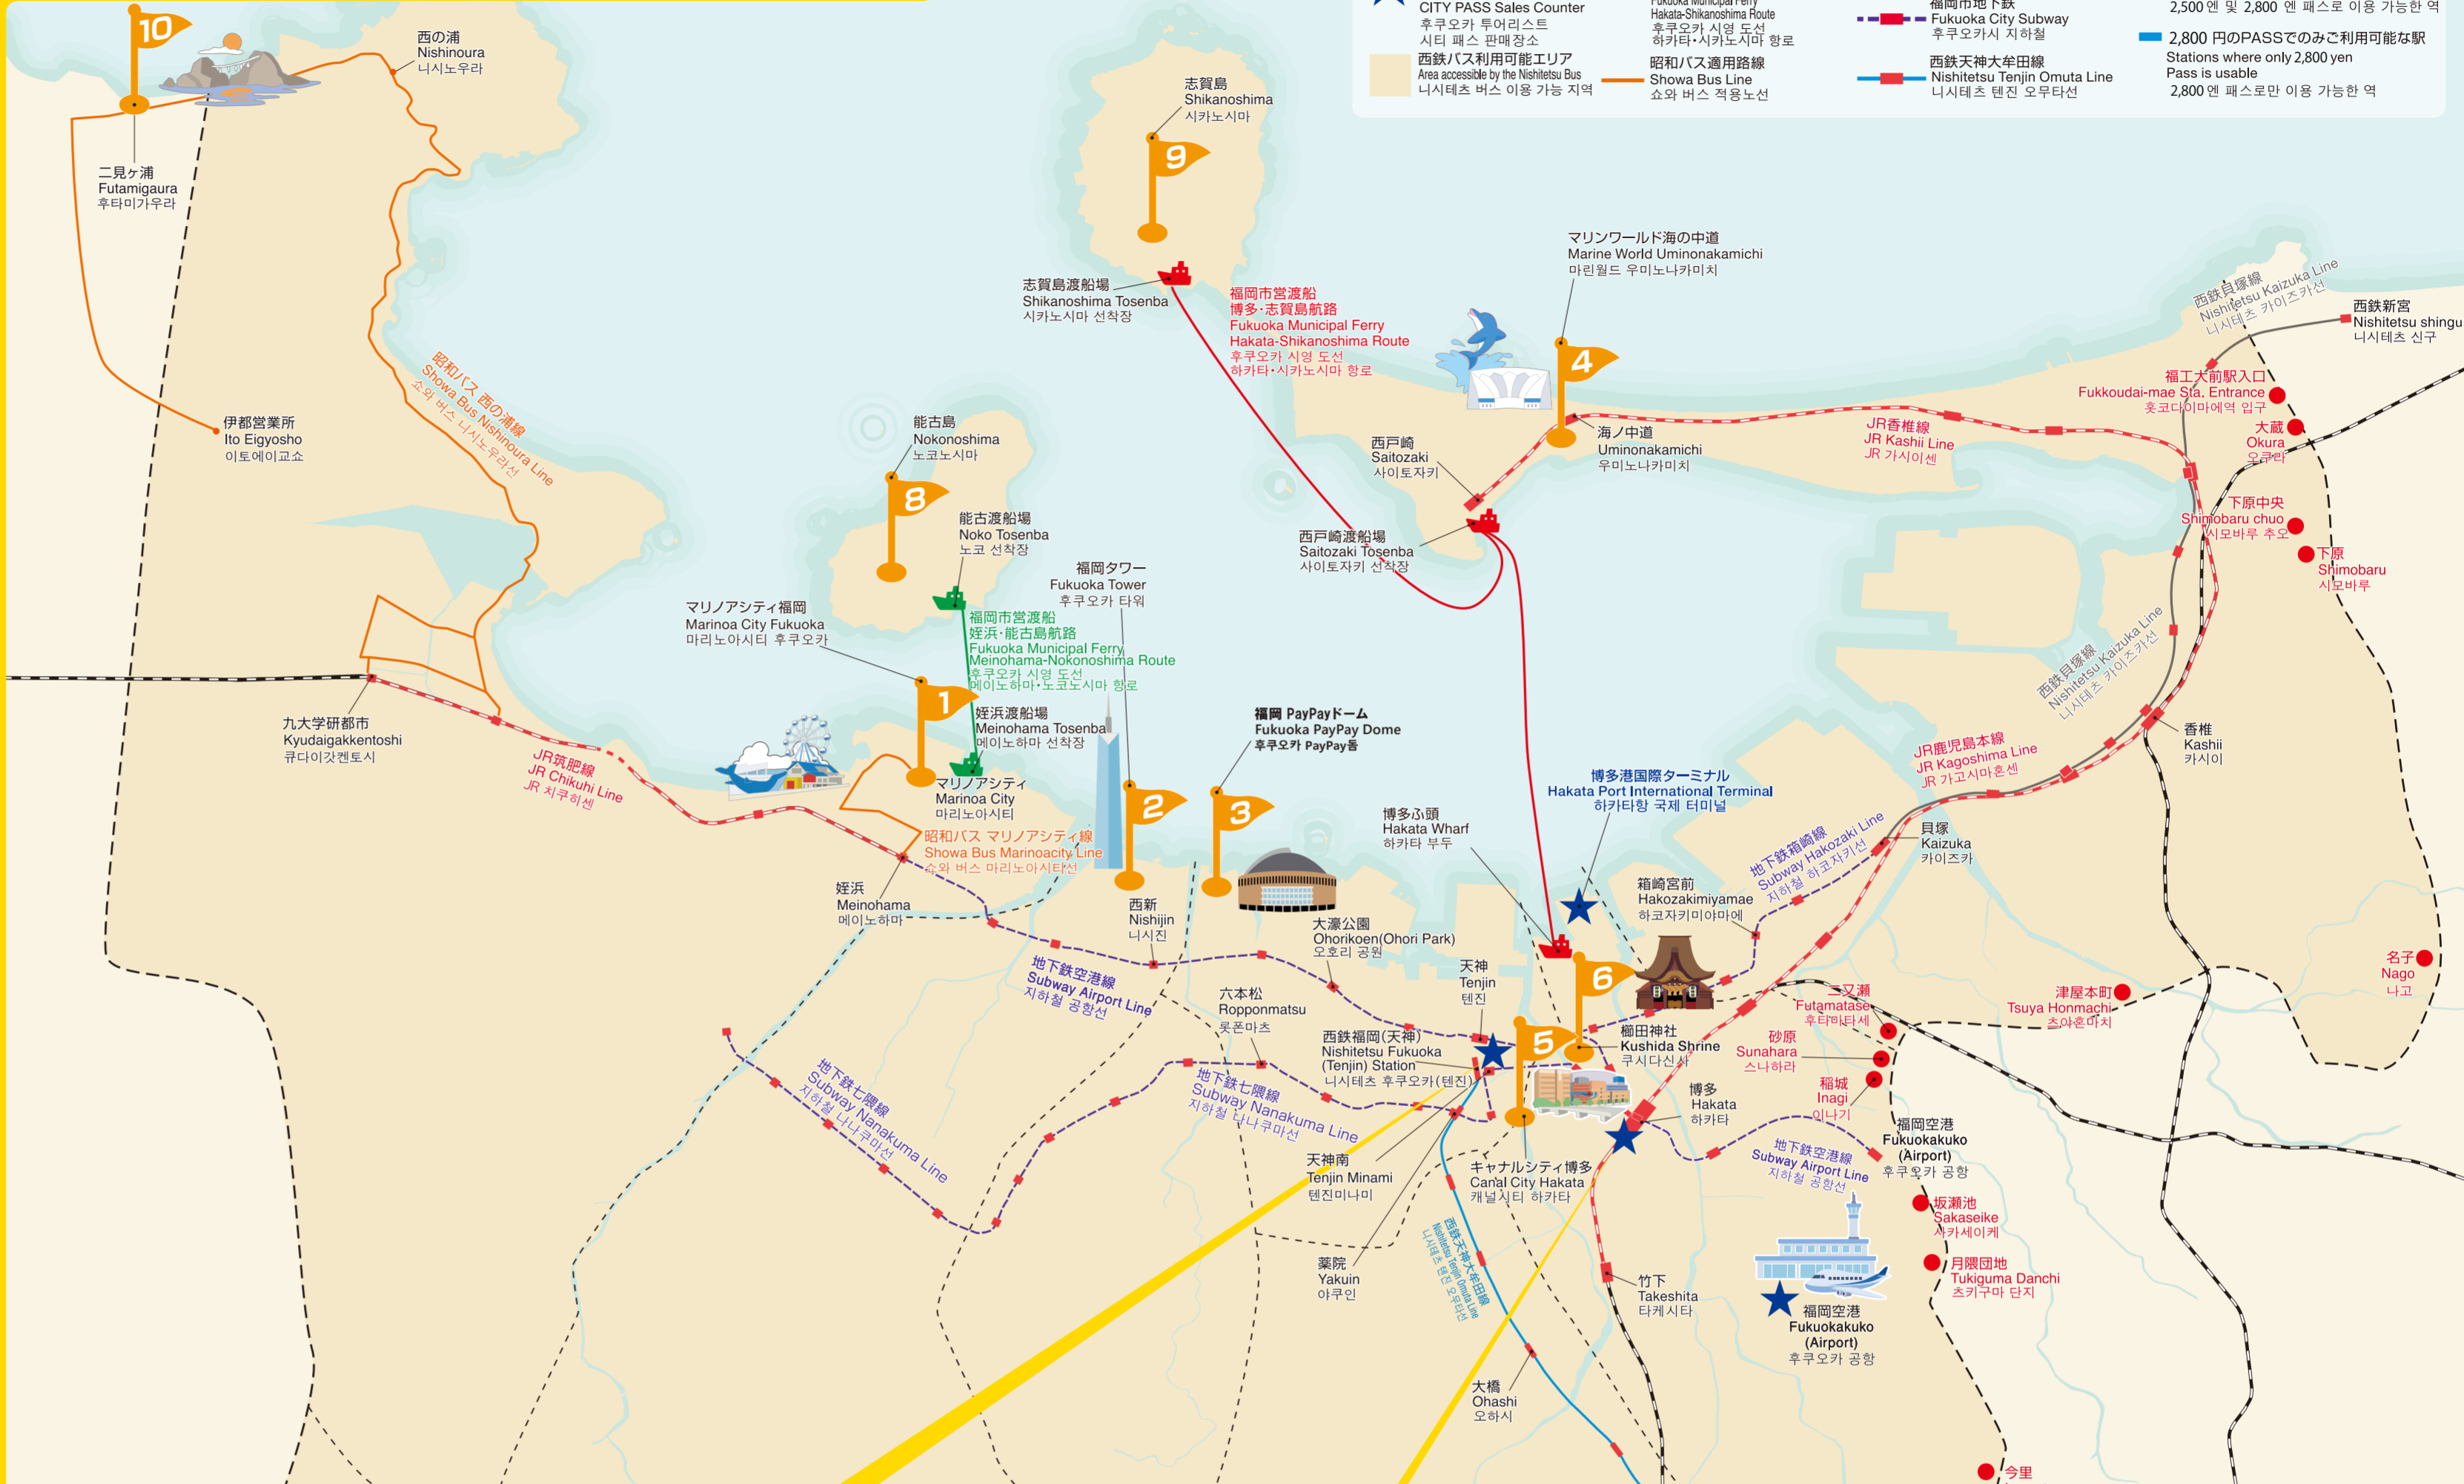 CITY PASS Sales Counter
후쿠오카 투어리스트
시티 패스 판매장소
西鉄バス利用可能エリア
Area accessible by the Nishitetsu Bus
니시테츠 버스 이용 가능 지역
Fukuoka Municipal Ferry
Hakata-Shikanoshima Route
후쿠오카 시영 도선
하카타・시카노시마 항로
昭和バス適用路線
Showa Bus Line
쇼와 버스 적용노선
福岡市地下鉄
Fukuoka City Subway
후쿠오카시 지하철
西鉄天神大牟田線
Nishitetsu Tenjin Omuta Line
니시테츠 텐진 오무타선
2,500 엔 및 2,800 엔 패스로 이용 가능한 역
2,800 円のPASSでのみご利用可能な駅
Stations where only 2,800 yen
Pass is usable
2,800 엔 패스로만 이용 가능한 역
10
西の浦
Nishinoura
니시노우라
二見ヶ浦
Futamigaura
후타미가우라
志賀島
Shikanoshima
시카노시마
9
志賀島渡船場
Shikanoshima Tosenba
시카노시마 선착장
福岡市営渡船
博多・志賀島航路
Fukuoka Municipal Ferry
Hakata-Shikanoshima Route
후쿠오카 시영 도선
하카타・시카노시마 항로
マリンワールド海の中道
Marine World Uminonakamichi
마린월드 우미노나카미치
4
西鉄貝塚線
Nishitetsu Kaizuka Line
니시테츠 카이즈카선
西鉄新宮
Nishitetsu shingu
니시테츠 신구
福工大前駅入口
Fukkoudai-mae Sta. Entrance
훗코다이마에역 입구
大蔵
Okura
오쿠라
伊都営業所
Ito Eigyosho
이토에이교쇼
昭和バス 西の浦線
Showa Bus Nishinoura Line
쇼와 버스 니시노우라선
能古島
Nokonoshima
노코노시마
8
西戸崎
Saitozaki
사이토자키
海ノ中道
Uminonakamichi
우미노나카미치
JR香椎線
JR Kashii Line
JR 가시이센
下原中央
Shimobaru chuo
시모바루 추오
下原
Shimobaru
시모바루
能古渡船場
Noko Tosenba
노코 선착장
西戸崎渡船場
Saitozaki Tosenba
사이토자키 선착장
福岡タワー
Fukuoka Tower
후쿠오카 타워
マリノアシティ福岡
Marinoa City Fukuoka
마리노아시티 후쿠오카
福岡市営渡船
姪浜・能古島航路
Fukuoka Municipal Ferry
Meinohama-Nokonoshima Route
후쿠오카 시영 도선
메이노하마・노코노시마 항로
西鉄貝塚線
Nishitetsu Kaizuka Line
니시테츠 카이즈카선
1
姪浜渡船場
Meinohama Tosenba
메이노하마 선착장
福岡 PayPayドーム
Fukuoka PayPay Dome
후쿠오카 PayPay돔
九大学研都市
Kyudaigakkentoshi
큐다이갓켄토시
JR筑肥線
JR Chikuhi Line
JR 치쿠히센
マリノアシティ
Marinoa City
마리노아시티
2
3
博多港国際ターミナル
Hakata Port International Terminal
하카타항 국제 터미널
JR鹿児島本線
JR Kagoshima Line
JR 가고시마혼센
香椎
Kashii
카시이
昭和バス マリノアシティ線
Showa Bus Marinoacity Line
쇼와 버스 마리노아시티선
博多ふ頭
Hakata Wharf
하카타 부두
地下鉄箱崎線
Subway Hakozaki Line
지하철 하코자키선
貝塚
Kaizuka
카이즈카
姪浜
Meinohama
메이노하마
西新
Nishijin
니시진
箱崎宮前
Hakozakimiyamae
하코자키미야마에
大濠公園
Ohorikoen(Ohori Park)
오호리 공원
地下鉄空港線
Subway Airport Line
지하철 공항선
天神
Tenjin
텐진
6
名子
Nago
나고
六本松
Ropponmatsu
롯폰마츠
二又瀬
Futamatase
후타마타세
津屋本町
Tsuya Honmachi
츠야혼마치
西鉄福岡(天神)
Nishitetsu Fukuoka
(Tenjin) Station
니시테츠 후쿠오카(텐진)
5
櫛田神社
Kushida Shrine
쿠시다신사
砂原
Sunahara
스나하라
地下鉄七隈線
Subway Nanakuma Line
지하철 나나쿠마선
地下鉄七隈線
Subway Nanakuma Line
지하철 나나쿠마선
博多
Hakata
하카타
稲城
Inagi
이나기
福岡空港
Fukuokakuko
(Airport)
후쿠오카 공항
地下鉄空港線
Subway Airport Line
지하철 공항선
天神南
Tenjin Minami
텐진미나미
キャナルシティ博多
Canal City Hakata
캐널시티 하카타
坂瀬池
Sakaseike
사카세이케
西鉄天神大牟田線
Nishitetsu Tenjin Omuta Line
니시테츠 텐진 오무타선
薬院
Yakuin
야쿠인
竹下
Takeshita
타케시타
月隈団地
Tukiguma Danchi
츠키구마 단지
福岡空港
Fukuokakuko
(Airport)
후쿠오카 공항
大橋
Ohashi
오하시
今里